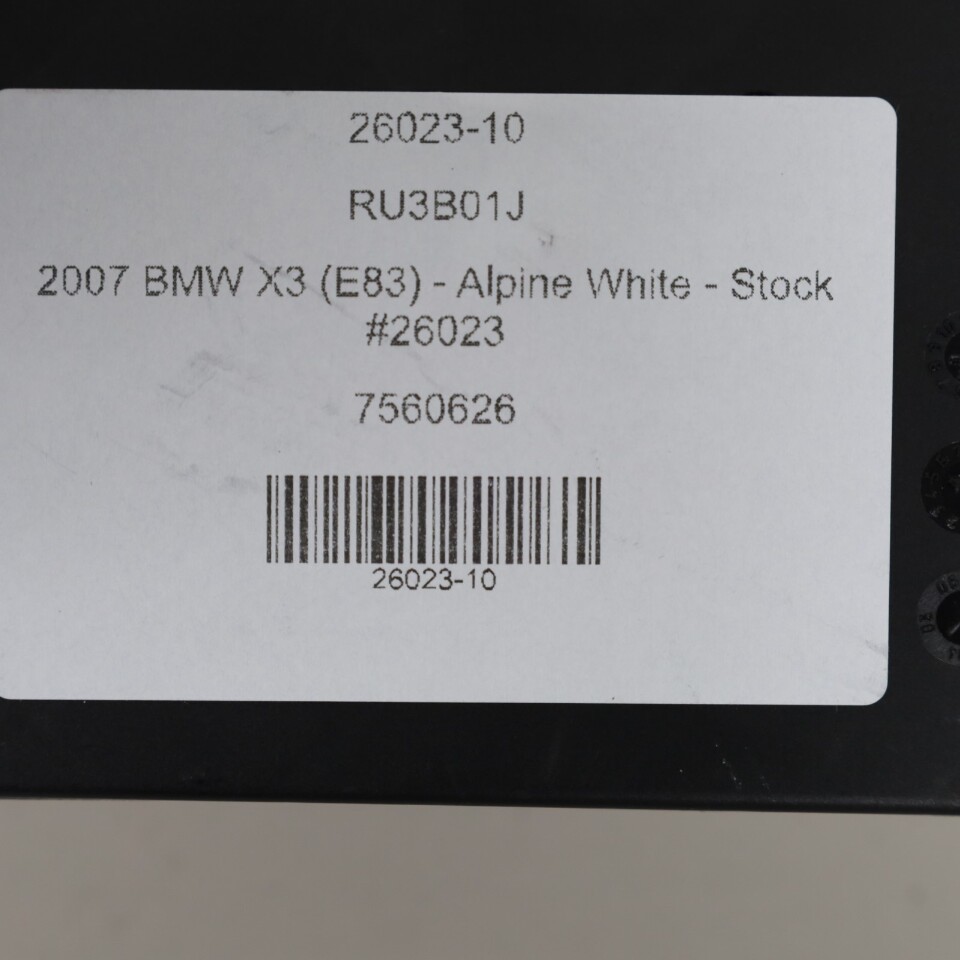 26023-10
RU3B01J
2007 BMW X3 (E83) - Alpine White - Stock
#26023
7560626
26023-10